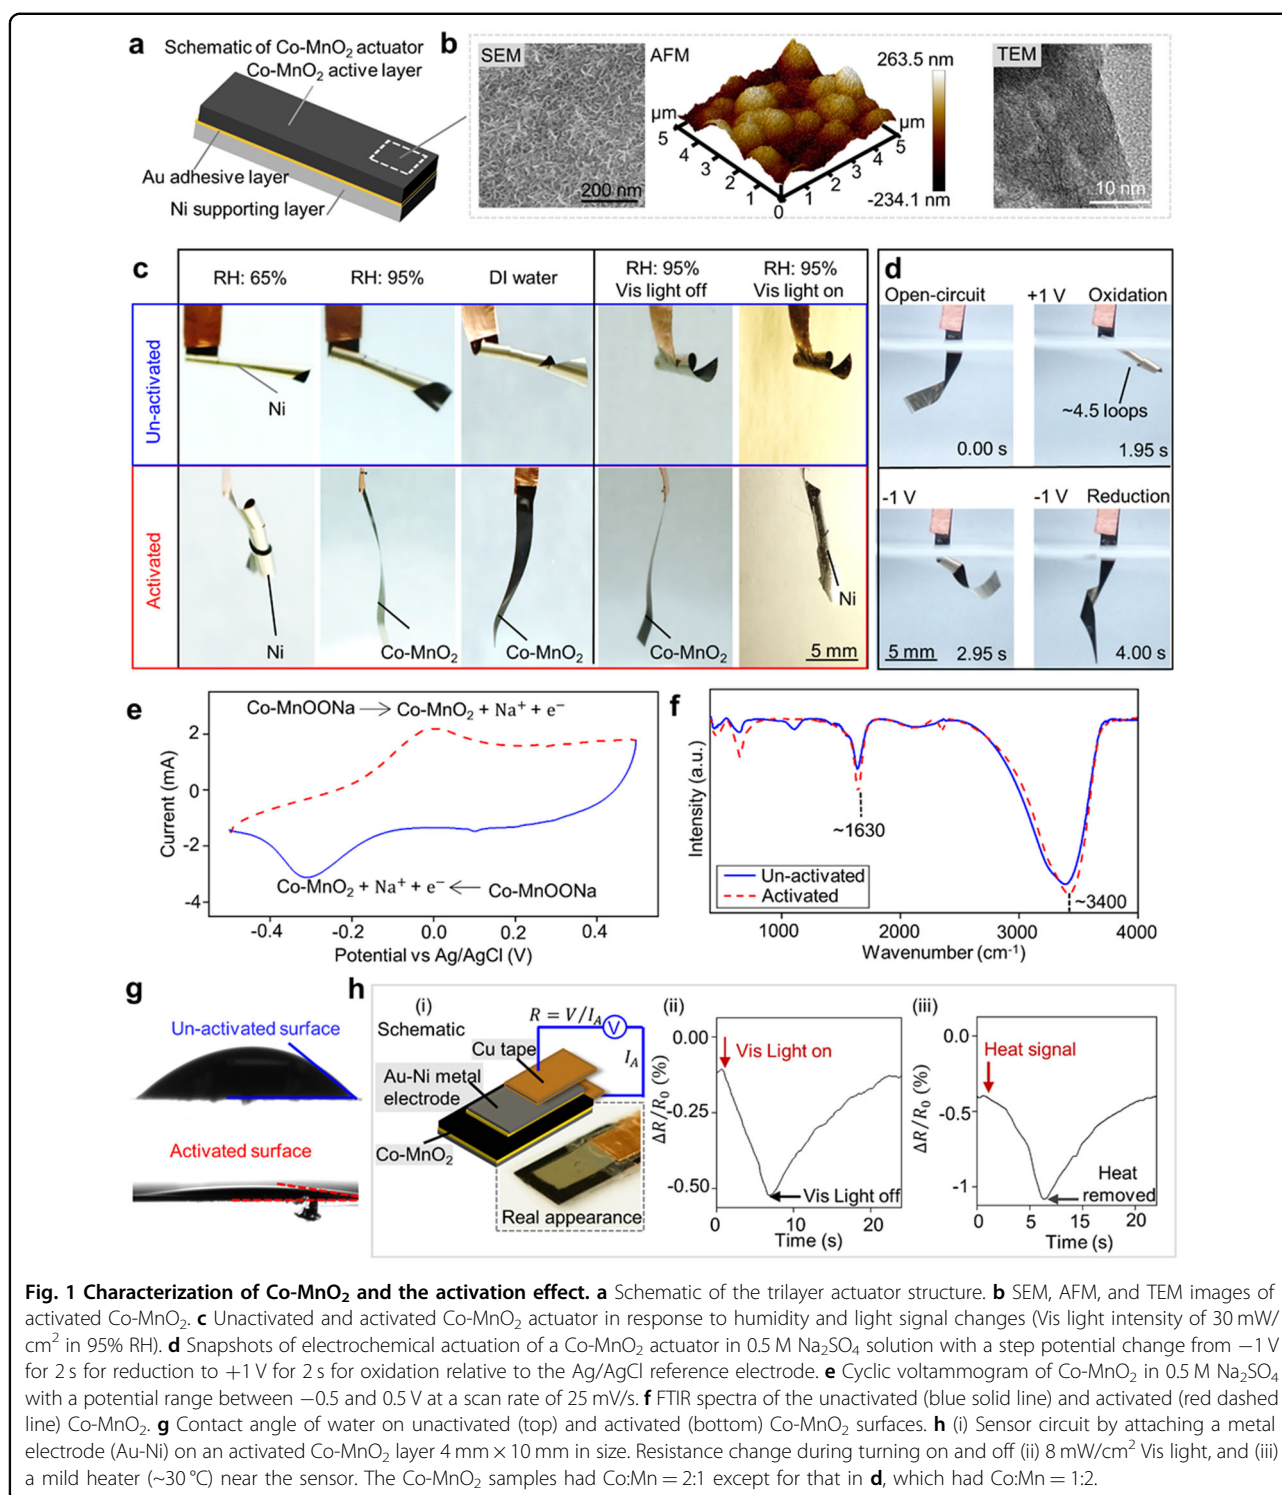 a
Schematic of Co-MnO₂ actuator
Co-MnO₂ active layer
Au adhesive layer
Ni supporting layer
b
SEM
200 nm
AFM
263.5 nm
-234.1 nm
µm
5
4
3
2
1
0
µm
5
4
3
2
1
TEM
10 nm
c
RH: 65%
RH: 95%
DI water
RH: 95%
Vis light off
RH: 95%
Vis light on
Un-activated
Ni
Activated
Ni
Co-MnO₂
Co-MnO₂
Co-MnO₂
Ni
5 mm
d
Open-circuit
0.00 s
+1 V Oxidation
~4.5 loops
1.95 s
-1 V
5 mm
2.95 s
-1 V Reduction
4.00 s
e
Co-MnOONa → Co-MnO₂ + Na⁺ + e⁻
Co-MnO₂ + Na⁺ + e⁻ ← Co-MnOONa
Current (mA)
2
0
-2
-4
-0.4 -0.2 0.0 0.2 0.4
Potential vs Ag/AgCl (V)
f
Intensity (a.u.)
~1630
~3400
Un-activated
Activated
1000 2000 3000 4000
Wavenumber (cm⁻¹)
g
Un-activated surface
Activated surface
h
(i)
Schematic
R = V/I_A
V
I_A
Cu tape
Au-Ni metal
electrode
Co-MnO₂
Real appearance
(ii)
ΔR/R₀ (%)
0.00
-0.25
-0.50
Vis Light on
Vis Light off
0 10 20
Time (s)
(iii)
ΔR/R₀ (%)
0.0
-0.5
-1
Heat signal
Heat
removed
0 5 15 20
Time (s)
Fig. 1 Characterization of Co-MnO₂ and the activation effect. a Schematic of the trilayer actuator structure. b SEM, AFM, and TEM images of
activated Co-MnO₂. c Unactivated and activated Co-MnO₂ actuator in response to humidity and light signal changes (Vis light intensity of 30 mW/
cm² in 95% RH). d Snapshots of electrochemical actuation of a Co-MnO₂ actuator in 0.5 M Na₂SO₄ solution with a step potential change from −1 V
for 2 s for reduction to +1 V for 2 s for oxidation relative to the Ag/AgCl reference electrode. e Cyclic voltammogram of Co-MnO₂ in 0.5 M Na₂SO₄
with a potential range between −0.5 and 0.5 V at a scan rate of 25 mV/s. f FTIR spectra of the unactivated (blue solid line) and activated (red dashed
line) Co-MnO₂. g Contact angle of water on unactivated (top) and activated (bottom) Co-MnO₂ surfaces. h (i) Sensor circuit by attaching a metal
electrode (Au-Ni) on an activated Co-MnO₂ layer 4 mm × 10 mm in size. Resistance change during turning on and off (ii) 8 mW/cm² Vis light, and (iii)
a mild heater (~30 °C) near the sensor. The Co-MnO₂ samples had Co:Mn = 2:1 except for that in d, which had Co:Mn = 1:2.